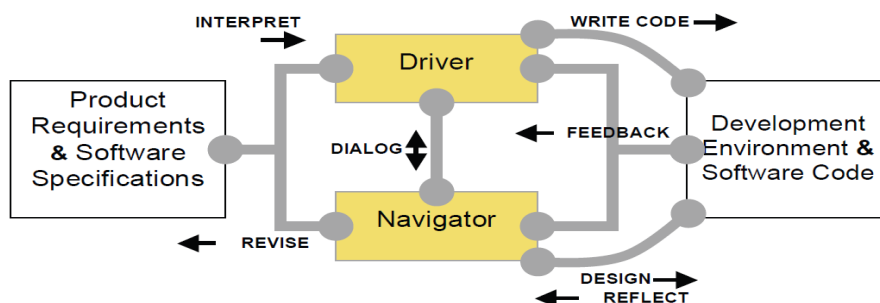 INTERPRET
WRITE CODE
Driver
Product
Requirements
& Software
Specifications
DIALOG
FEEDBACK
Development
Environment &
Software Code
Navigator
REVISE
DESIGN
REFLECT